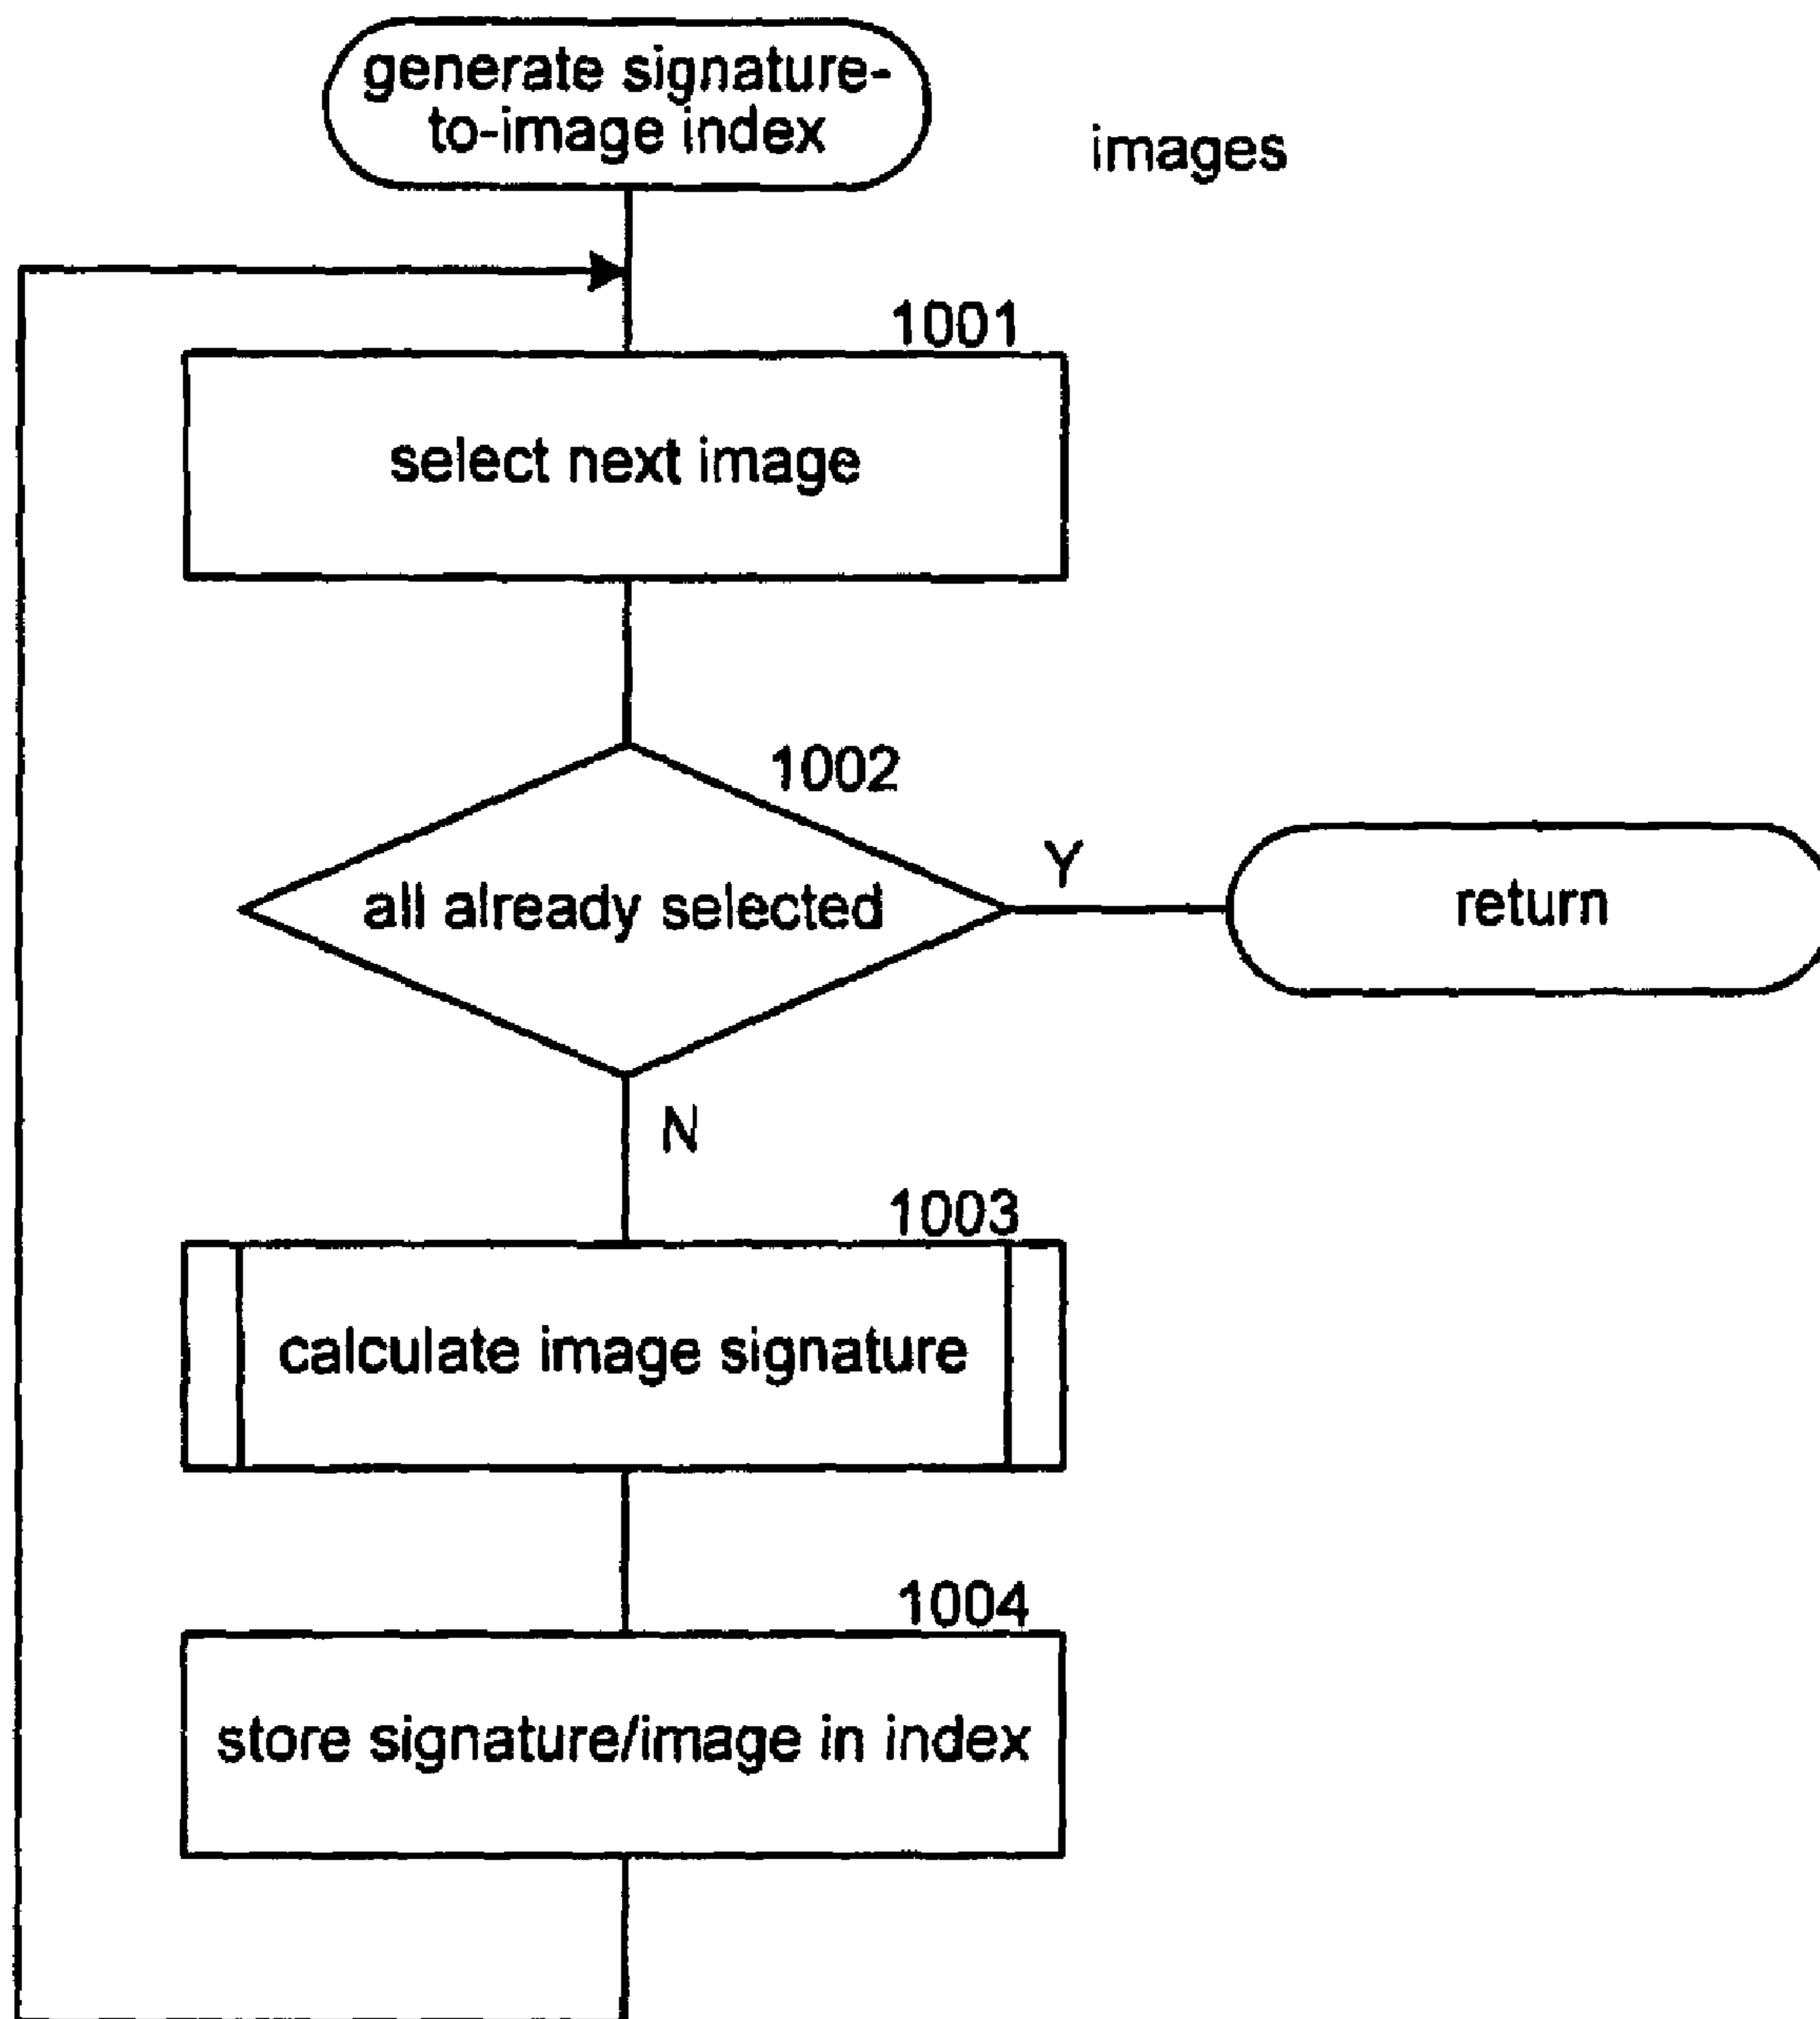 generate signature-
to-image index
images
1001
select next image
1002
all already selected
Y
return
N
1003
calculate image signature
1004
store signature/image in index